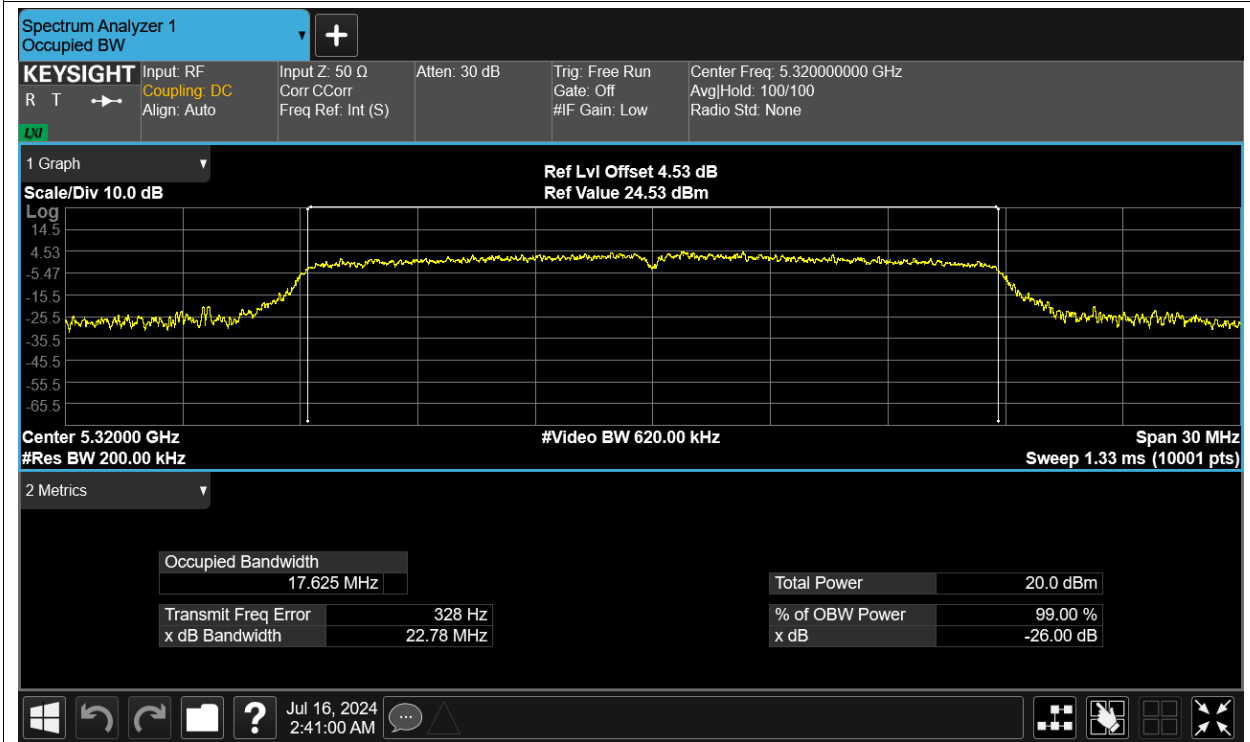 Spectrum Analyzer 1
Occupied BW
KEYSIGHT Input: RF Input Z: 50 Ω Atten: 30 dB Trig: Free Run Center Freq: 5.320000000 GHz
R T Coupling: DC Corr CCorr Gate: Off Avg|Hold: 100/100
Align: Auto Freq Ref: Int (S) #IF Gain: Low Radio Std: None
LXI
1 Graph
Ref Lvl Offset 4.53 dB
Scale/Div 10.0 dB Ref Value 24.53 dBm
Log
14.5
4.53
-5.47
-15.5
-25.5
-35.5
-45.5
-55.5
-65.5
Center 5.32000 GHz #Video BW 620.00 kHz Span 30 MHz
#Res BW 200.00 kHz Sweep 1.33 ms (10001 pts)
2 Metrics
Occupied Bandwidth
17.625 MHz Total Power 20.0 dBm
Transmit Freq Error 328 Hz % of OBW Power 99.00 %
x dB Bandwidth 22.78 MHz x dB -26.00 dB
? Jul 16, 2024
2:41:00 AM